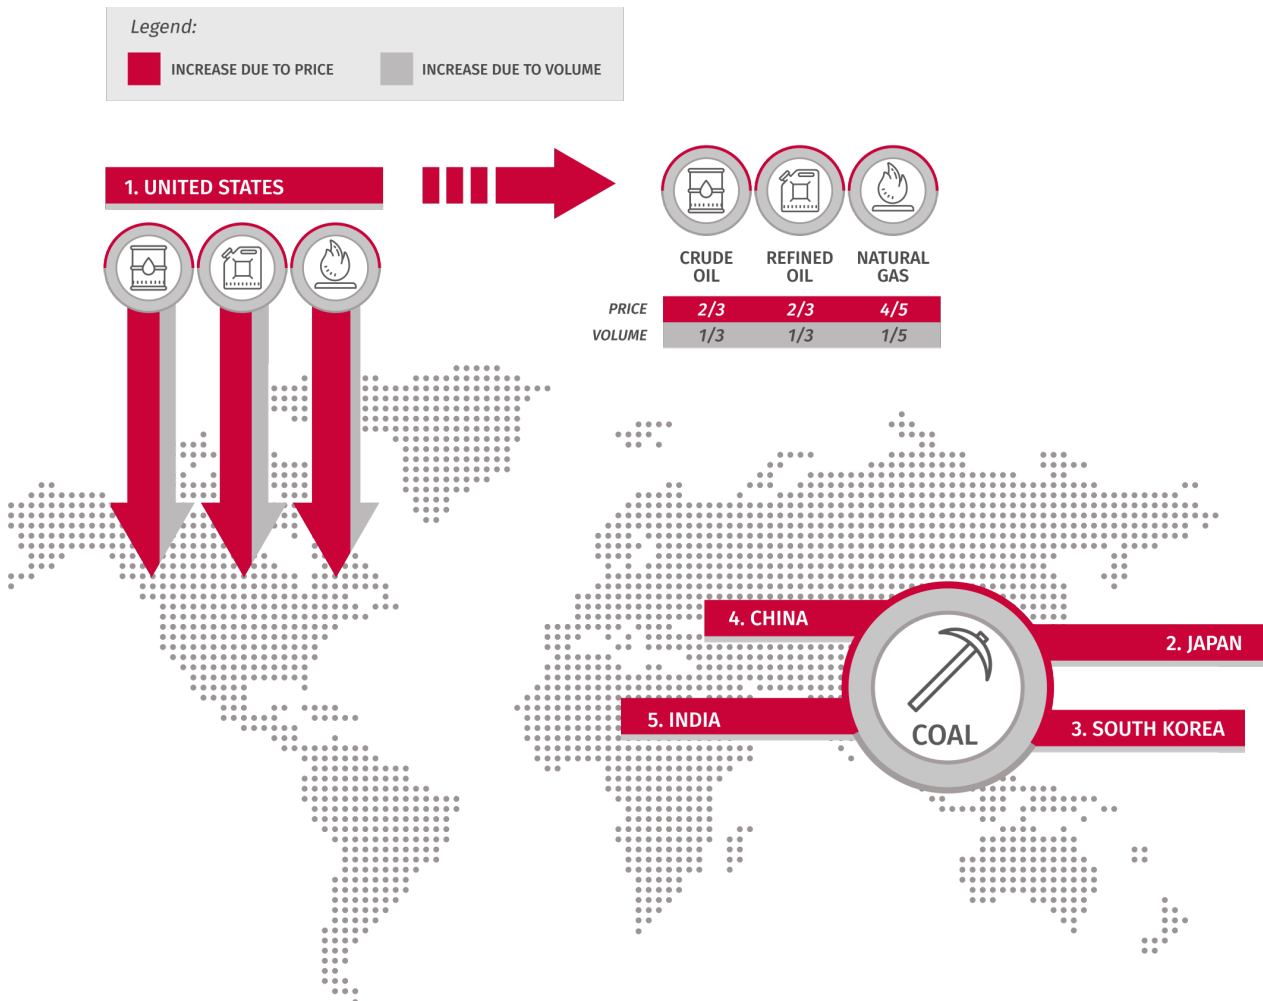 Legend:
INCREASE DUE TO PRICE
INCREASE DUE TO VOLUME
1. UNITED STATES
CRUDE OIL
REFINED OIL
NATURAL GAS
PRICE 2/3 2/3 4/5
VOLUME 1/3 1/3 1/5
4. CHINA
2. JAPAN
5. INDIA
3. SOUTH KOREA
COAL